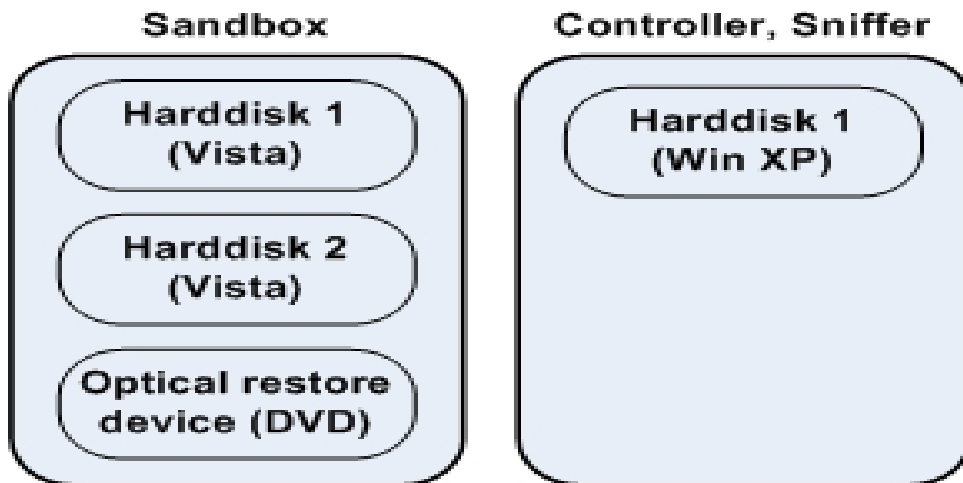 Sandbox
Harddisk 1
(Vista)
Harddisk 2
(Vista)
Optical restore
device (DVD)
Controller, Sniffer
Harddisk 1
(Win XP)